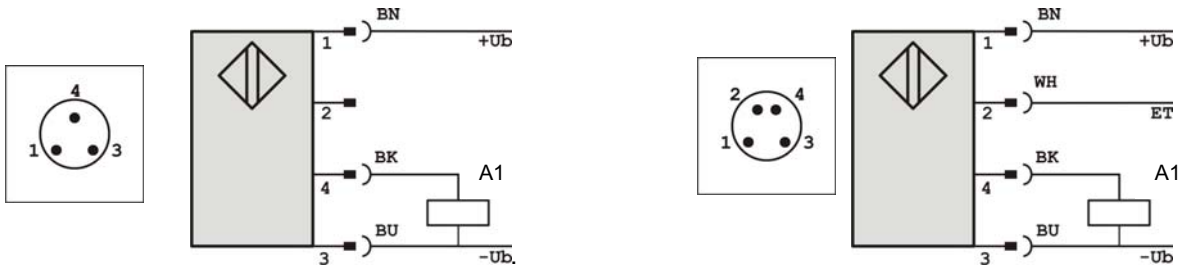 4
1 3
BN
1 +Ub
2
BK
4 A1
BU
3 -Ub.
2 4
1 3
BN
1 +Ub
WH
2 ET
BK
4 A1
BU
3 -Ub